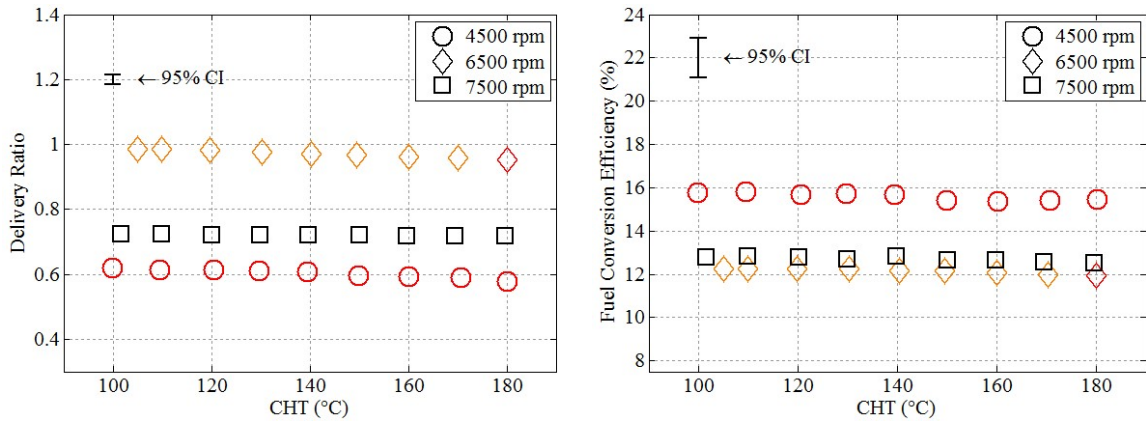 1.4
1.2
1
0.8
0.6
0.4
Delivery Ratio
← 95% CI
4500 rpm
6500 rpm
7500 rpm
100
120
140
160
180
CHT (°C)
24
22
20
18
16
14
12
10
8
Fuel Conversion Efficiency (%)
← 95% CI
4500 rpm
6500 rpm
7500 rpm
100
120
140
160
180
CHT (°C)